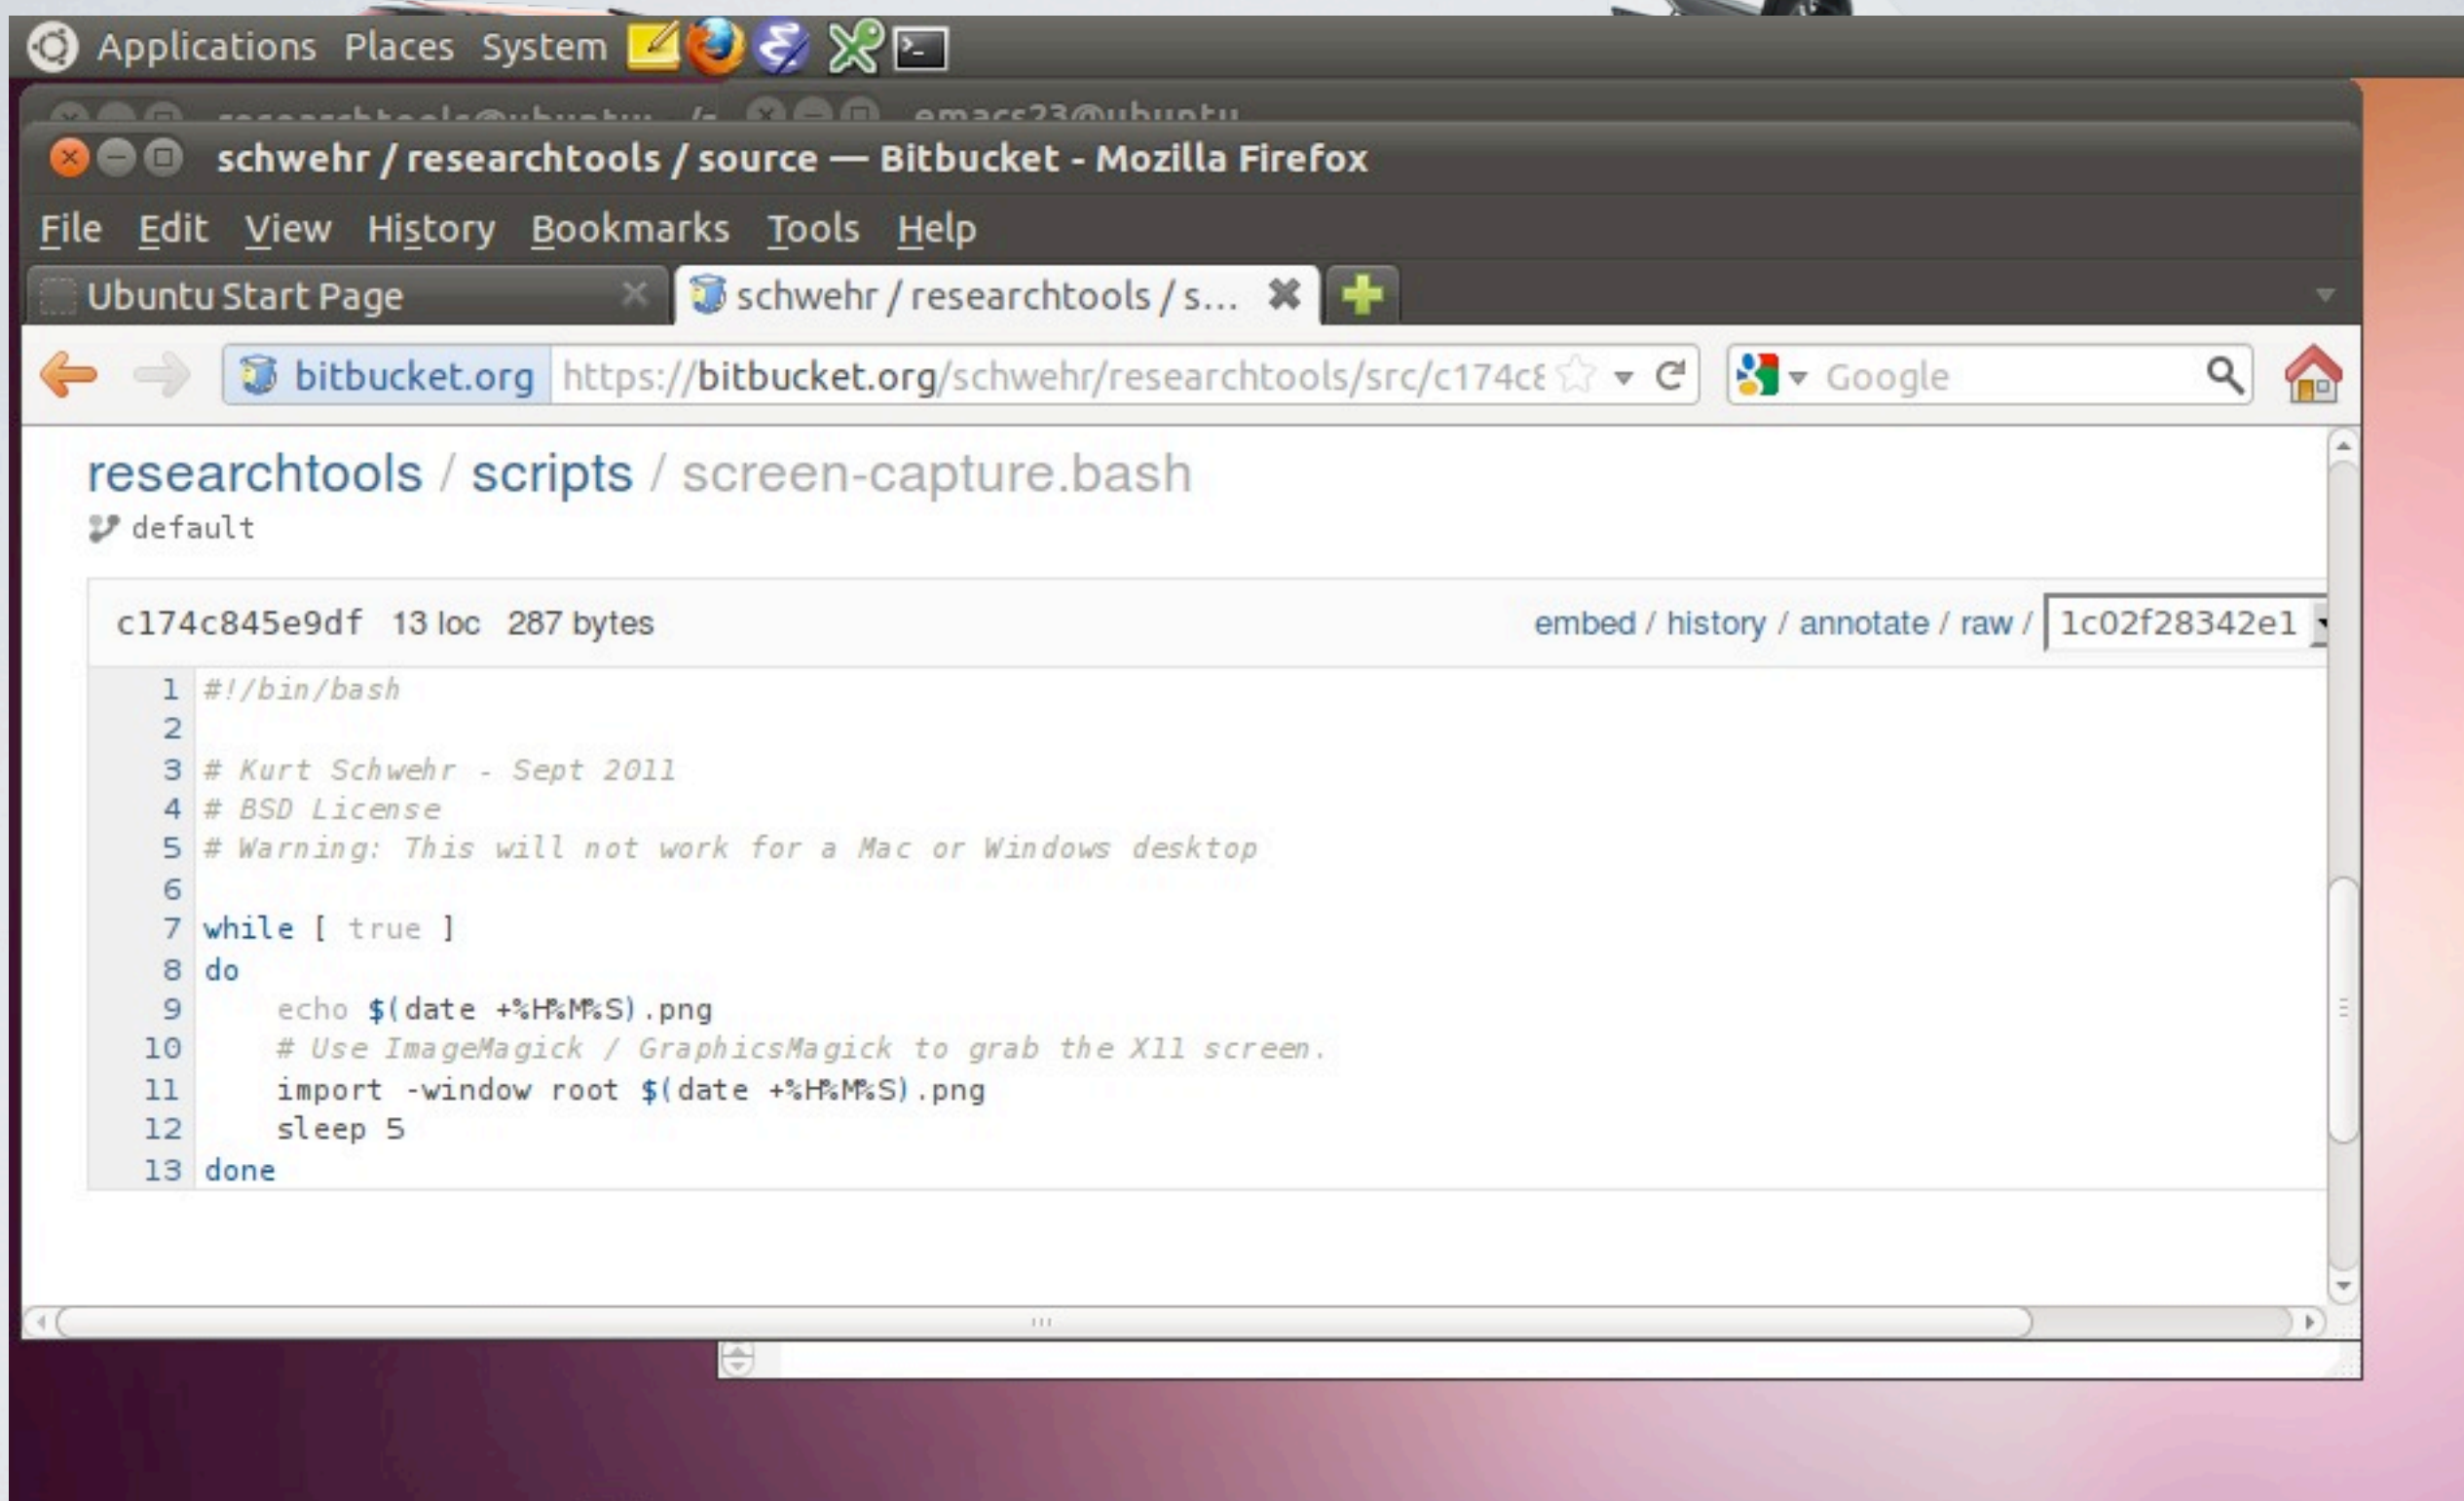 Applications Places System
researchtools@ubuntu: ~/
emacs23@ubuntu
schwehr / researchtools / source — Bitbucket - Mozilla Firefox
File Edit View History Bookmarks Tools Help
Ubuntu Start Page
schwehr / researchtools / s...
bitbucket.org https://bitbucket.org/schwehr/researchtools/src/c174c8
Google
researchtools / scripts / screen-capture.bash
default
c174c845e9df 13 loc 287 bytes
embed / history / annotate / raw / 1c02f28342e1
1 #!/bin/bash
2
3 # Kurt Schwehr - Sept 2011
4 # BSD License
5 # Warning: This will not work for a Mac or Windows desktop
6
7 while [ true ]
8 do
9 echo $(date +%H%M%S).png
10 # Use ImageMagick / GraphicsMagick to grab the X11 screen.
11 import -window root $(date +%H%M%S).png
12 sleep 5
13 done